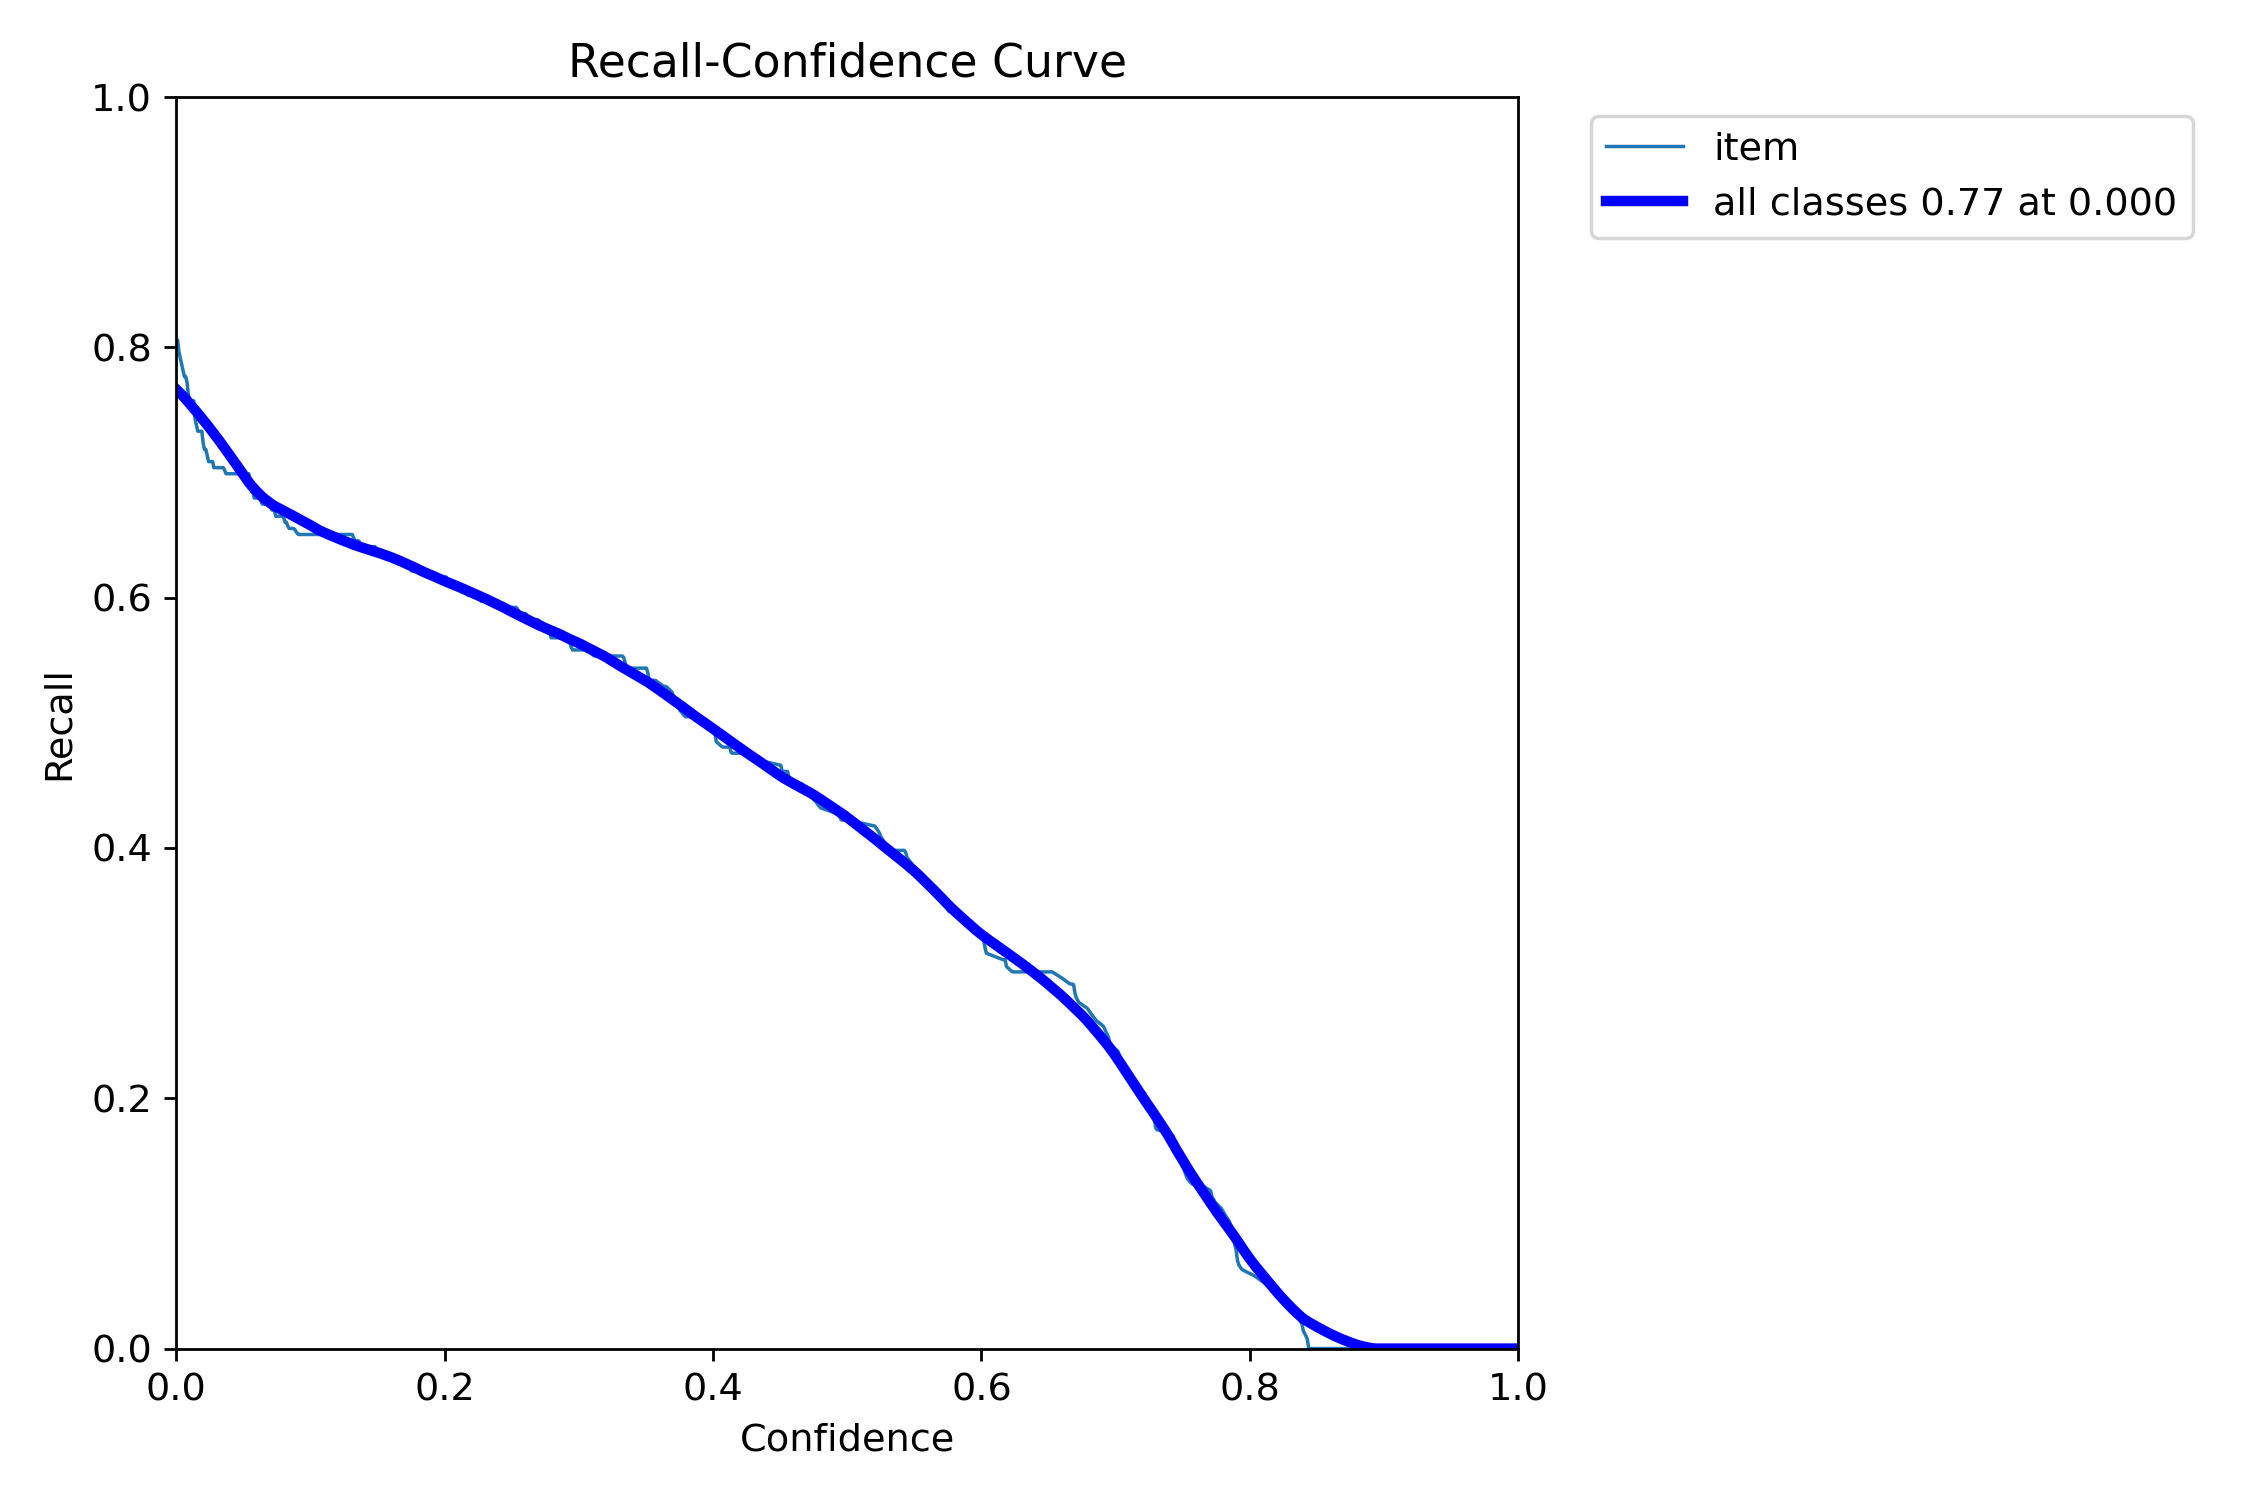 Recall-Confidence Curve
1.0
0.8
0.6
0.4
0.2
0.0
Recall
0.0 0.2 0.4 0.6 0.8 1.0
Confidence
item
all classes 0.77 at 0.000